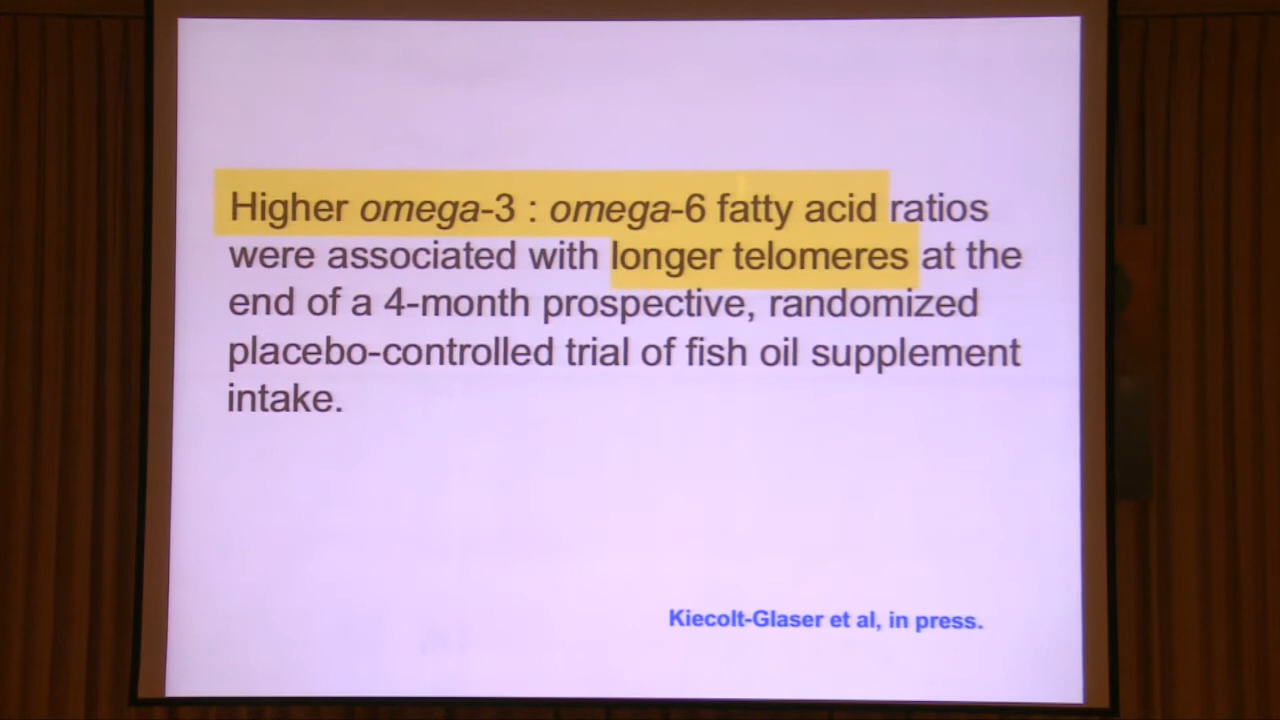 Higher omega-3 : omega-6 fatty acid ratios
were associated with longer telomeres at the
end of a 4-month prospective, randomized
placebo-controlled trial of fish oil supplement
intake.
Kiecolt-Glaser et al, in press.